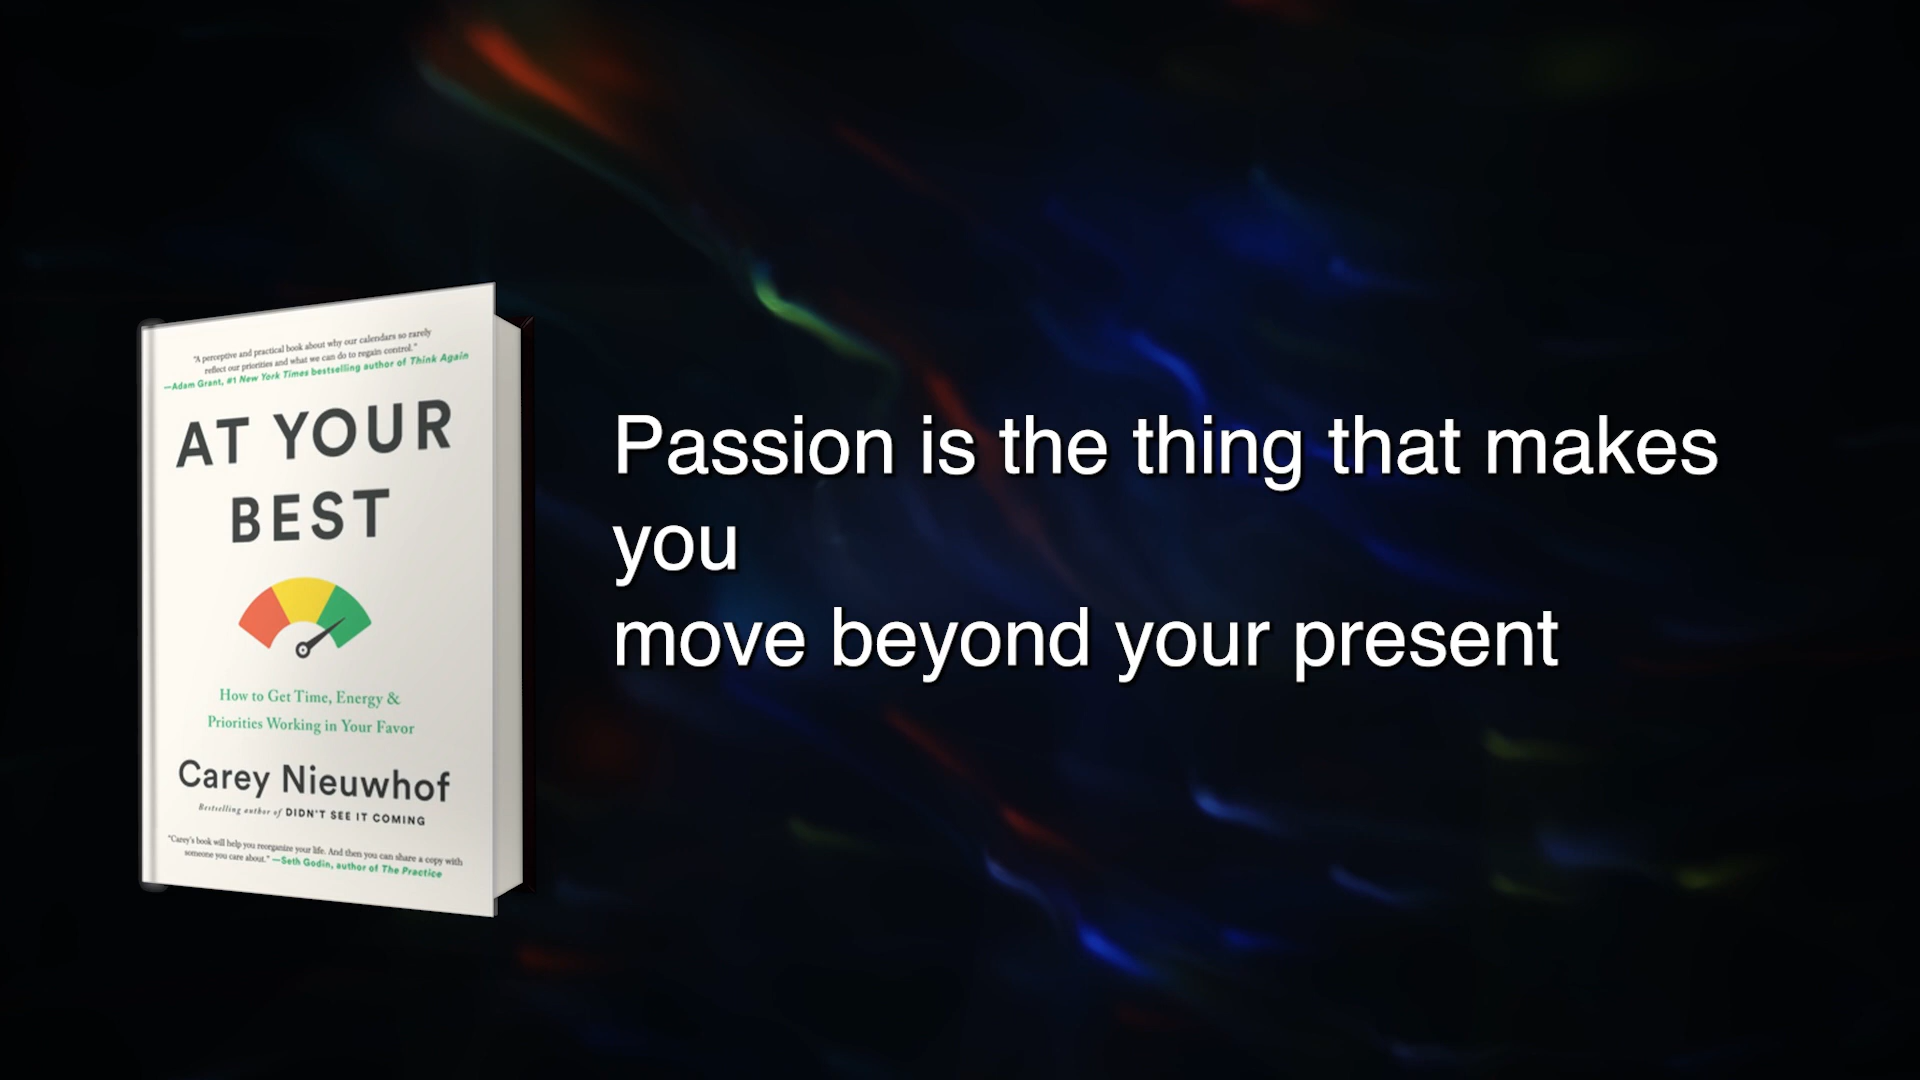 "A perceptive and practical book about why our calendars so rarely
reflect our priorities and what we can do to regain control."
—Adam Grant, #1 New York Times bestselling author of Think Again
AT YOUR
BEST
How to Get Time, Energy &
Priorities Working in Your Favor
Carey Nieuwhof
Bestselling author of DIDN'T SEE IT COMING
"Carey's book will help you reorganize your life. And then you can share a copy with
someone you care about." —Seth Godin, author of The Practice
Passion is the thing that makes
you
move beyond your present